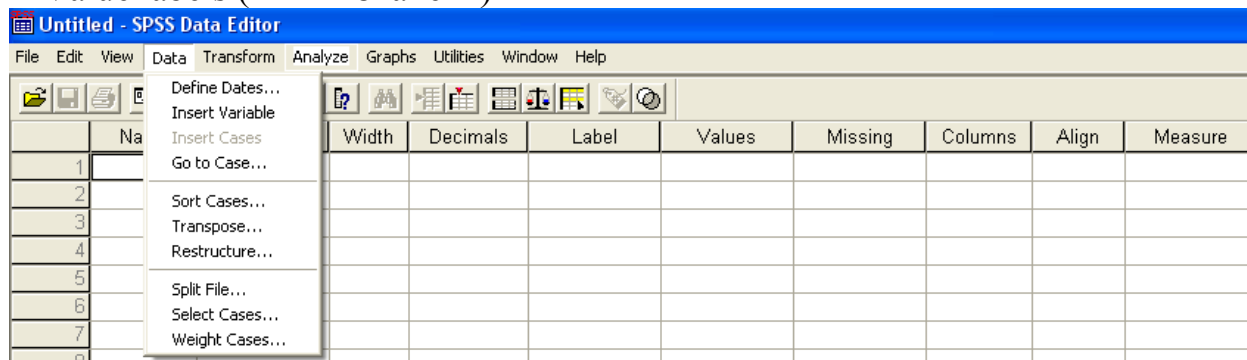 Untitled - SPSS Data Editor
File Edit View Data Transform Analyze Graphs Utilities Window Help
Na Width Decimals Label Values Missing Columns Align Measure
Define Dates...
Insert Variable
Insert Cases
Go to Case...
Sort Cases...
Transpose...
Restructure...
Split File...
Select Cases...
Weight Cases...
1
2
3
4
5
6
7